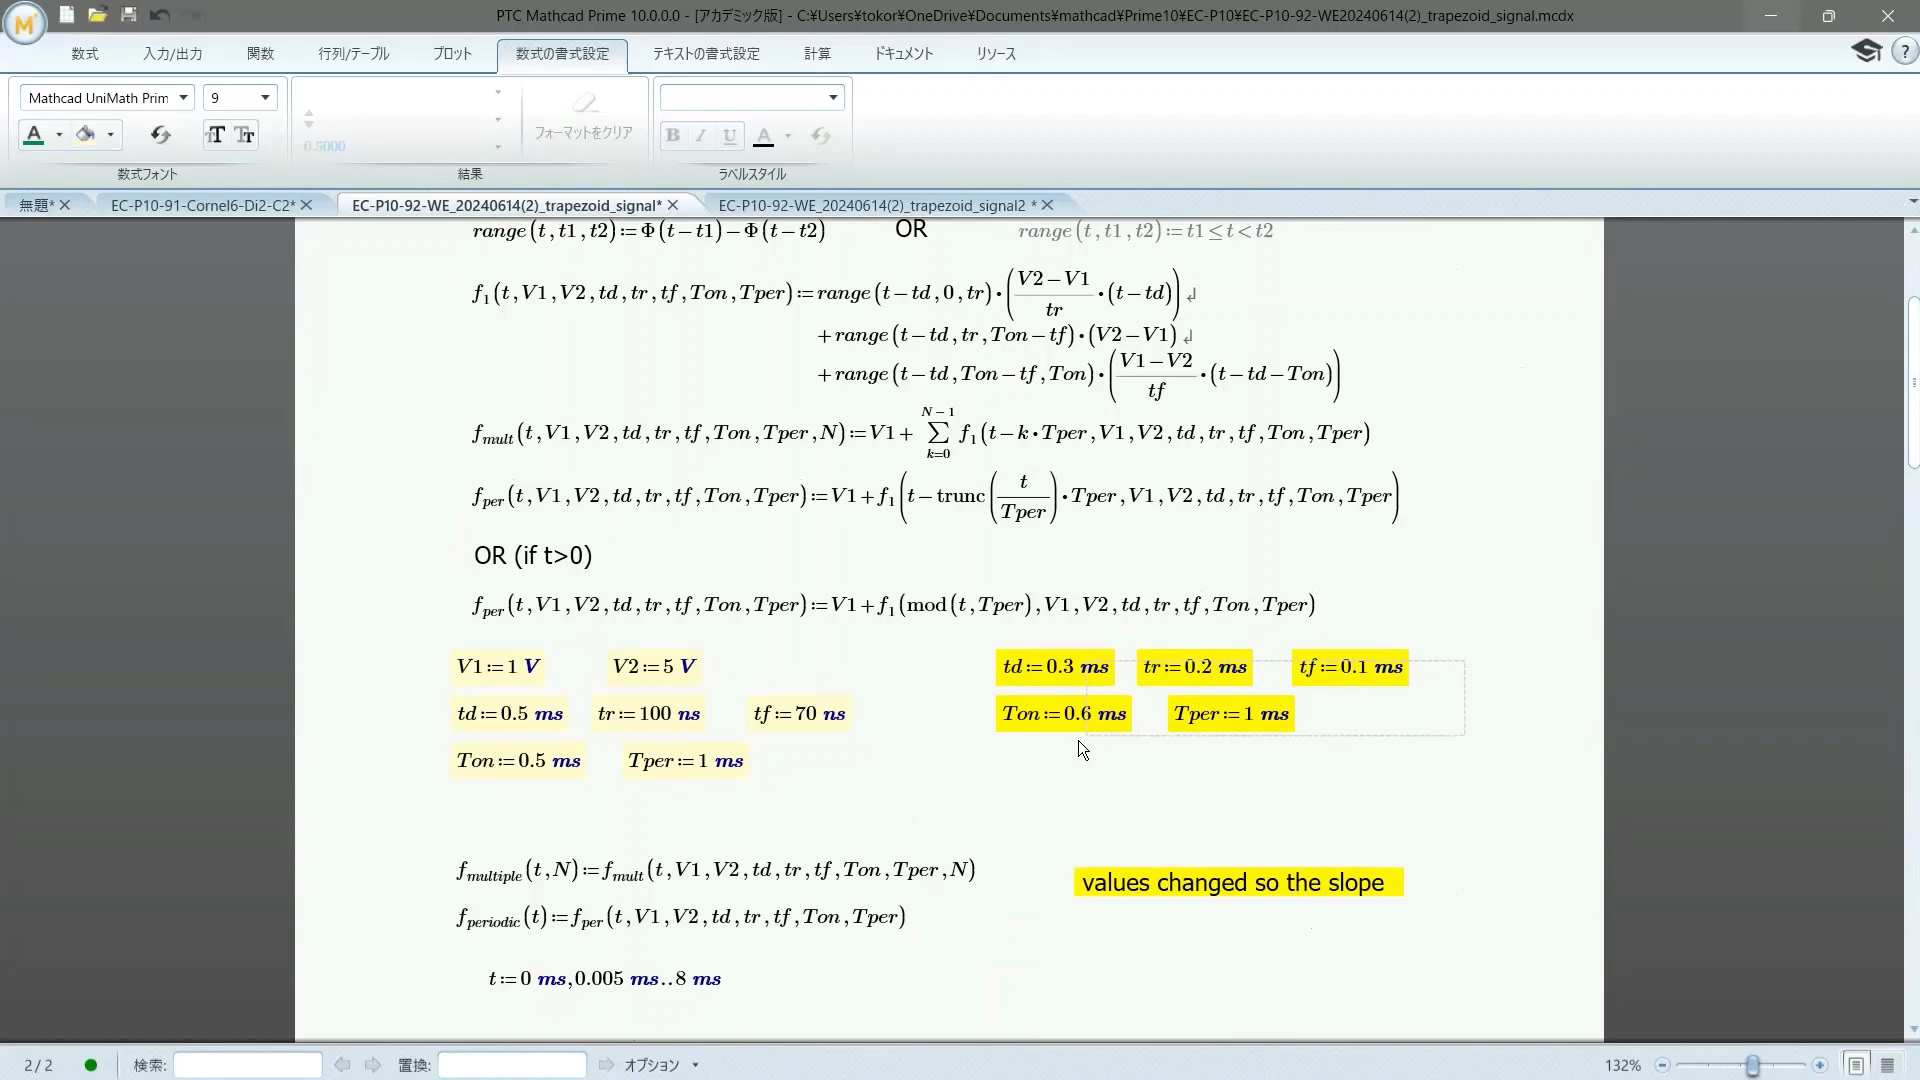 PTC Mathcad Prime 10.0.0.0 - [アカデミック版] - C:¥Users¥tokor¥OneDrive¥Documents¥mathcad¥Prime10¥EC-P10¥EC-P10-92-WE20240614(2)_trapezoid_signal.mcdx
数式 入力/出力 関数 行列/テーブル プロット 数式の書式設定 テキストの書式設定 計算 ドキュメント リソース
Mathcad UniMath Prim 9
フォーマットをクリア
0.5000
数式フォント 結果 ラベルスタイル
無題* EC-P10-91-Cornel6-Di2-C2* EC-P10-92-WE_20240614(2)_trapezoid_signal* EC-P10-92-WE_20240614(2)_trapezoid_signal2 *
range(t,t1,t2):=Φ(t−t1)−Φ(t−t2) OR range(t,t1,t2):=t1≤t<t2
f₁(t,V1,V2,td,tr,tf,Ton,Tper):=range(t−td,0,tr)•((V2−V1)/tr•(t−td))↲
+range(t−td,tr,Ton−tf)•(V2−V1)↲
+range(t−td,Ton−tf,Ton)•((V1−V2)/tf•(t−td−Ton))
f_mult(t,V1,V2,td,tr,tf,Ton,Tper,N):=V1+∑_{k=0}^{N−1} f₁(t−k•Tper,V1,V2,td,tr,tf,Ton,Tper)
f_per(t,V1,V2,td,tr,tf,Ton,Tper):=V1+f₁(t−trunc(t/Tper)•Tper,V1,V2,td,tr,tf,Ton,Tper)
OR (if t>0)
f_per(t,V1,V2,td,tr,tf,Ton,Tper):=V1+f₁(mod(t,Tper),V1,V2,td,tr,tf,Ton,Tper)
V1:=1 V V2:=5 V td:=0.3 ms tr:=0.2 ms tf:=0.1 ms
td:=0.5 ms tr:=100 ns tf:=70 ns Ton:=0.6 ms Tper:=1 ms
Ton:=0.5 ms Tper:=1 ms
f_multiple(t,N):=f_mult(t,V1,V2,td,tr,tf,Ton,Tper,N)
values changed so the slope
f_periodic(t):=f_per(t,V1,V2,td,tr,tf,Ton,Tper)
t:=0 ms,0.005 ms..8 ms
2/2 検索: 置換: オプション 132%